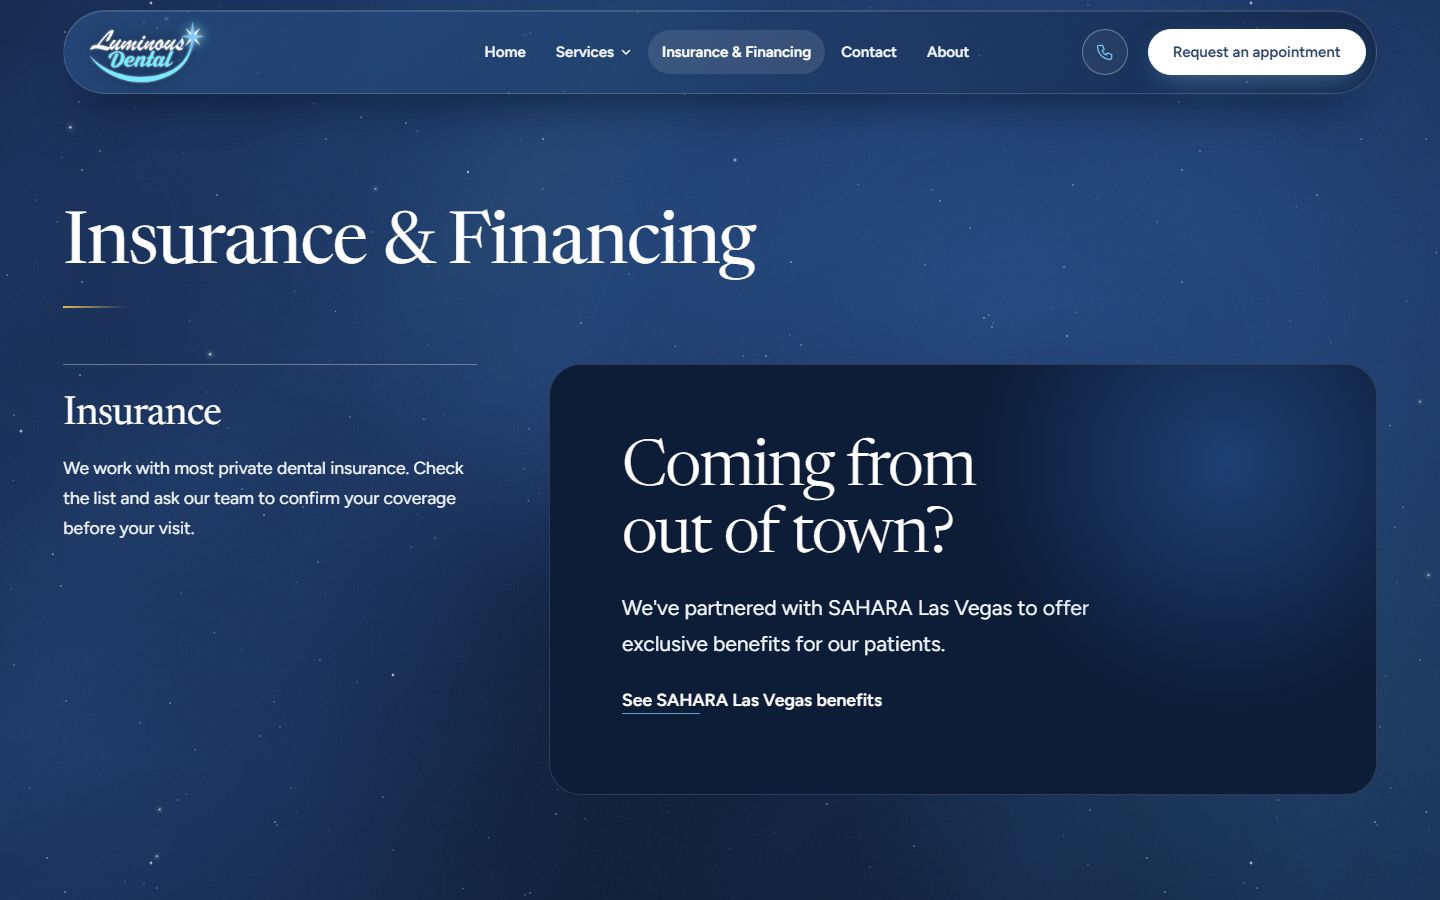 Luminous
Dental
Home
Services
Insurance & Financing
Contact
About
Request an appointment
Insurance & Financing
Insurance
We work with most private dental insurance. Check
the list and ask our team to confirm your coverage
before your visit.
Coming from
out of town?
We've partnered with SAHARA Las Vegas to offer
exclusive benefits for our patients.
See SAHARA Las Vegas benefits